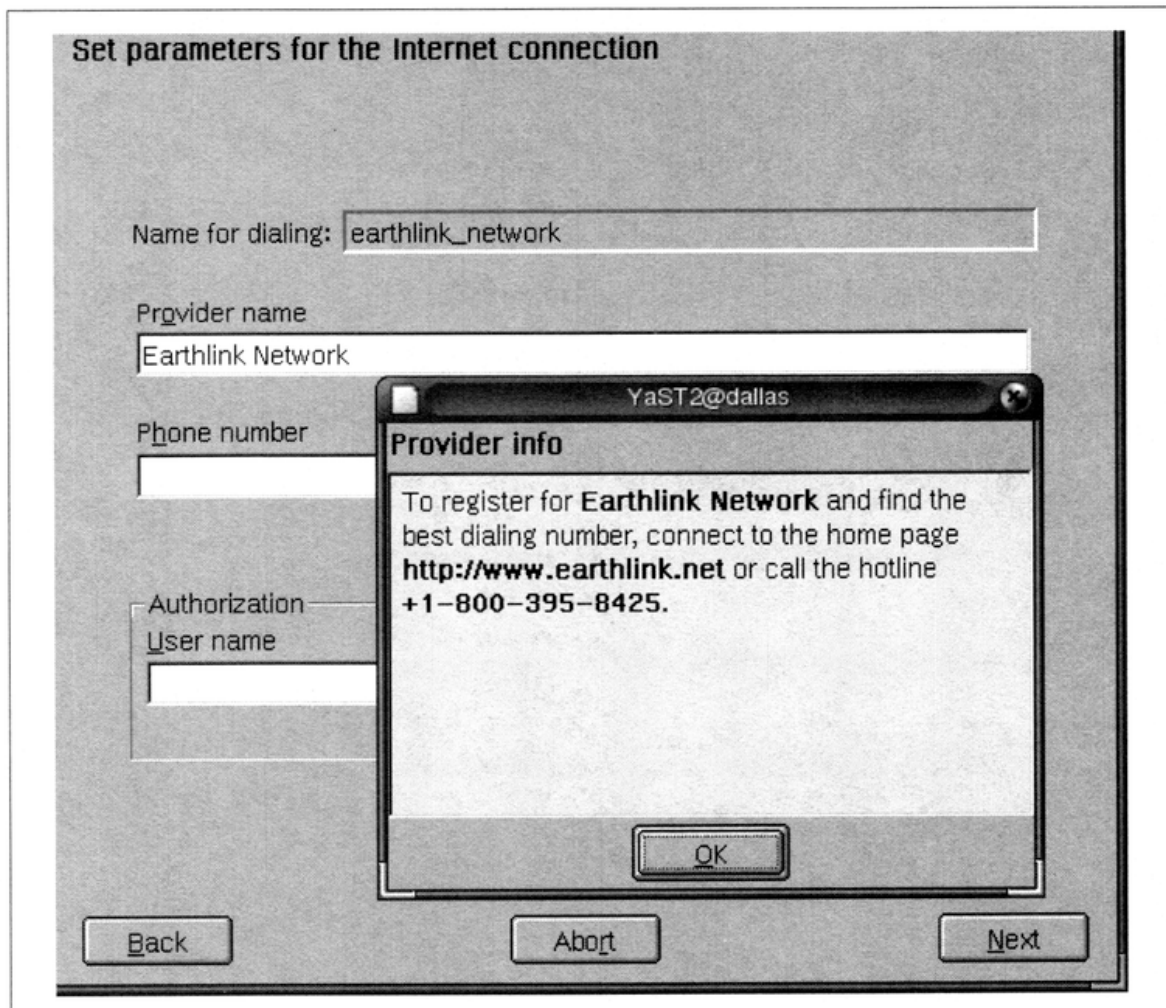 Set parameters for the Internet connection
Name for dialing: earthlink_network
Provider name
Earthlink Network
Phone number
Authorization
User name
YaST2@dallas
Provider info
To register for Earthlink Network and find the
best dialing number, connect to the home page
http://www.earthlink.net or call the hotline
+1-800-395-8425.
OK
Back
Abort
Next